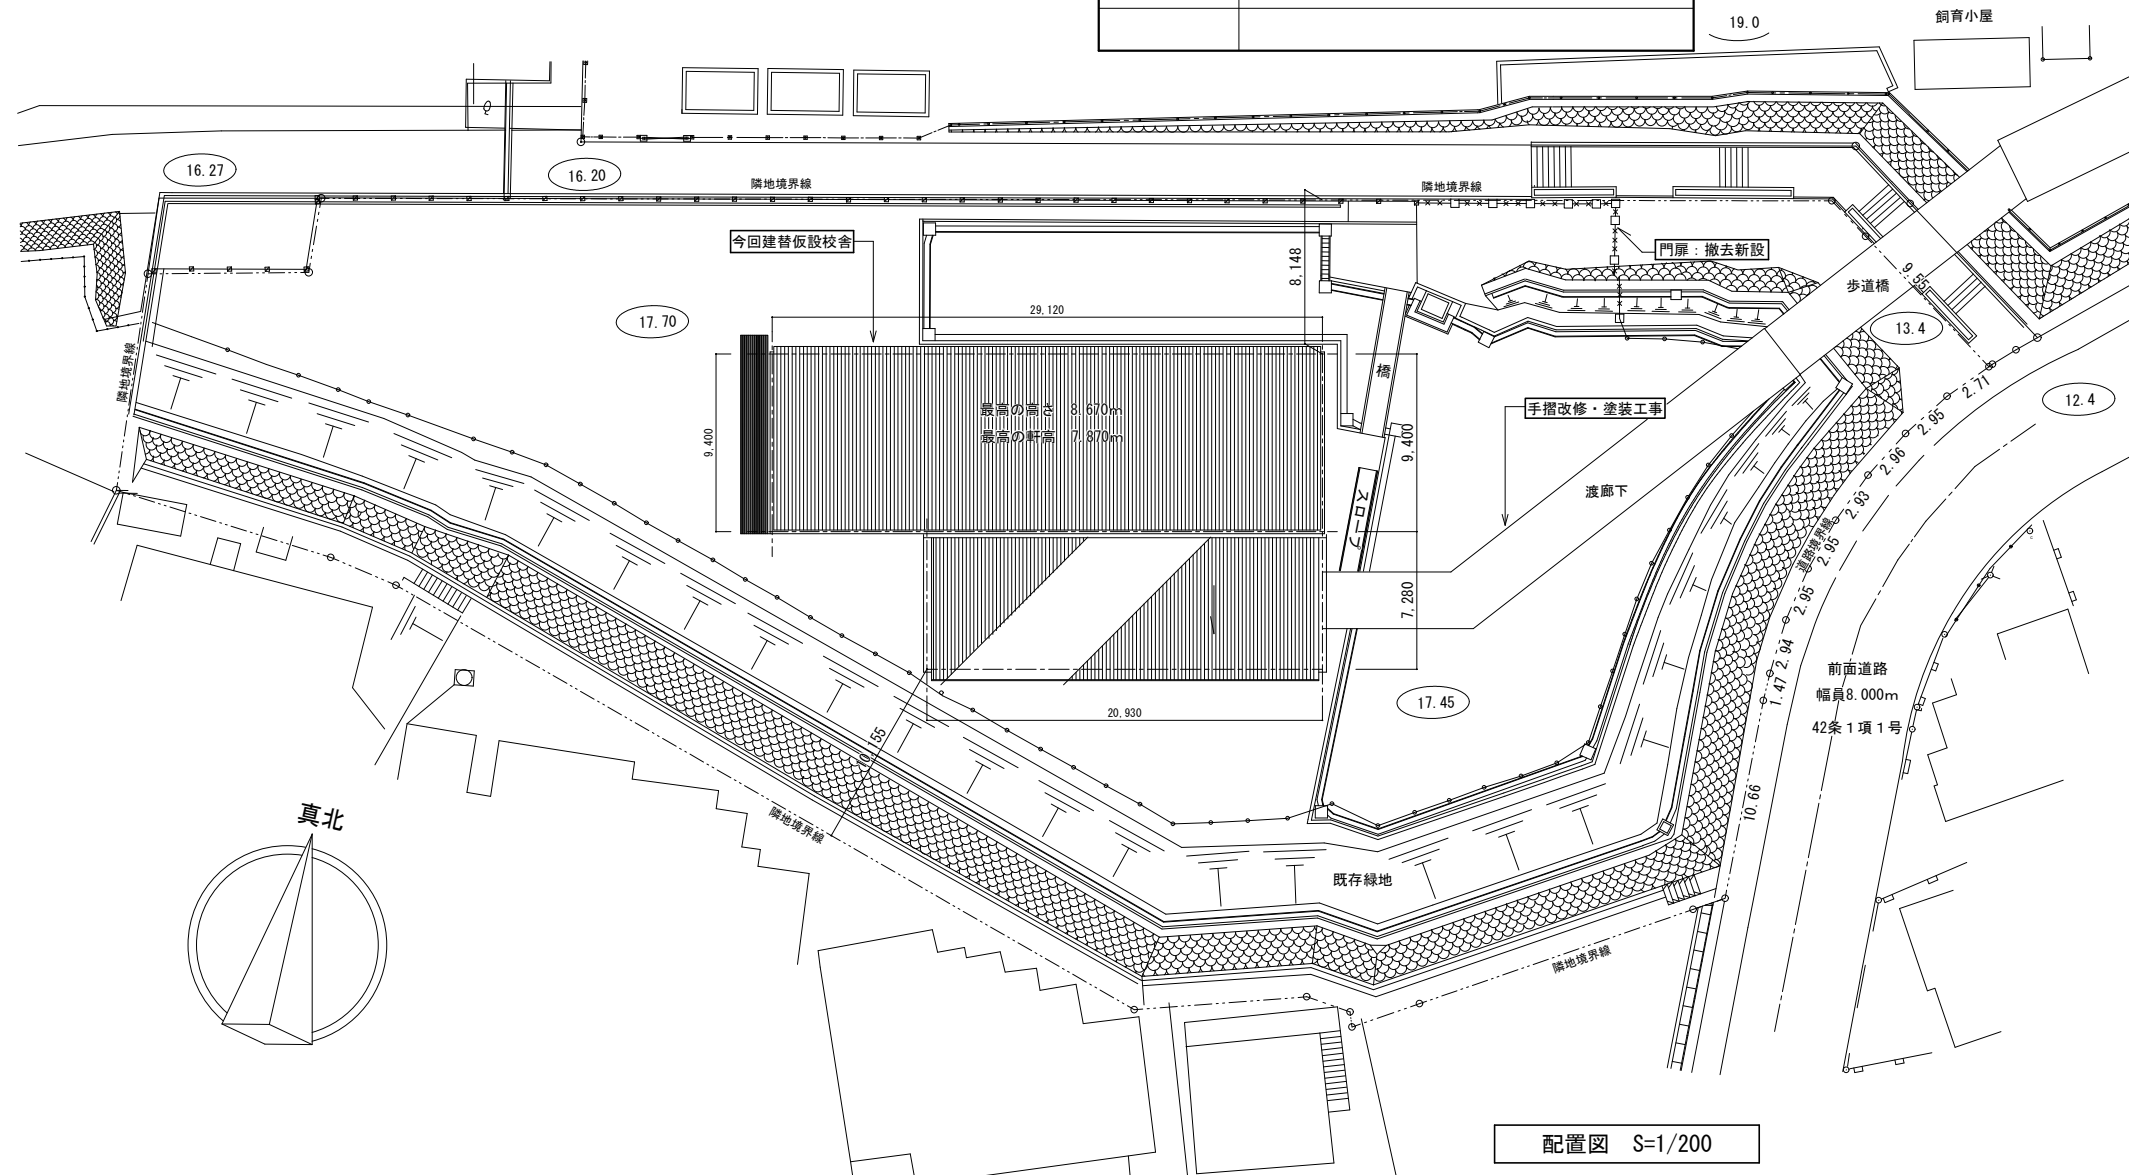 19.0
飼育小屋
16.27
16.20
隣地境界線
隣地境界線
今回建替仮設校舎
門扉：撤去新設
8,148
9.55
歩道橋
29,120
17.70
13.4
隣地境界線
橋
2.71
12.4
最高の高さ 8.670m
最高の軒高 7.870m
手摺改修・塗装工事
2.95
9,400
9,400
2.96
スロープ
渡廊下
2.93
道路境界線
2.95
2.95
7,280
2.94
前面道路
幅員8.000m
42条１項１号
1.47
17.45
20,930
10.155
隣地境界線
真北
10.66
既存緑地
隣地境界線
配置図 S=1/200